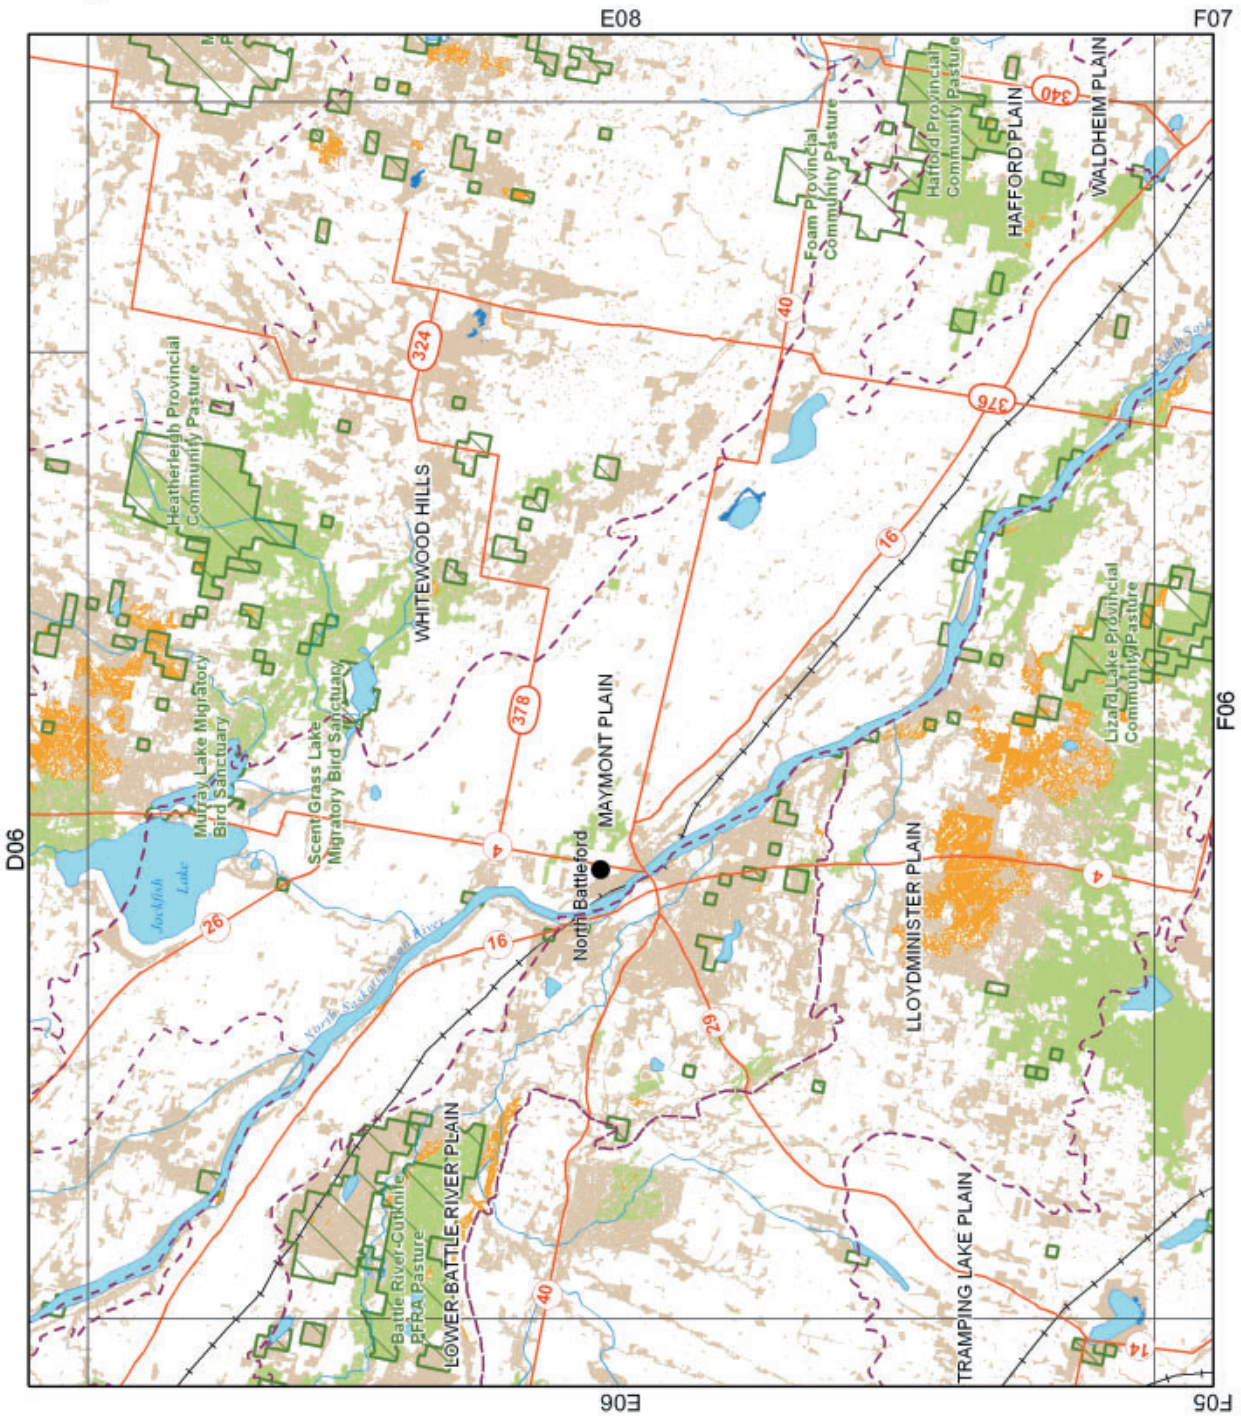 E08
F07
D06
F06
E06
F05
M
P
Hafford Provincial
Community Pasture
HAFFORD PLAIN
WALDHEIM PLAIN
340
Foam Provincial
Community Pasture
40
324
376
Heatherleigh Provincial
Community Pasture
WHITEWOOD HILLS
16
North Sask
Murray Lake Migratory
Bird Sanctuary
Scent Grass Lake
Migratory Bird Sanctuary
378
MAYMONT PLAIN
Lizard Lake Provincial
Community Pasture
Jackfish
Lake
26
4
North Battleford
16
North Saskatchewan River
LLOYDMINISTER PLAIN
4
29
Battle River-Cutknife
PFRA Pasture
LOWER BATTLE RIVER PLAIN
40
TRAMPING LAKE PLAIN
14